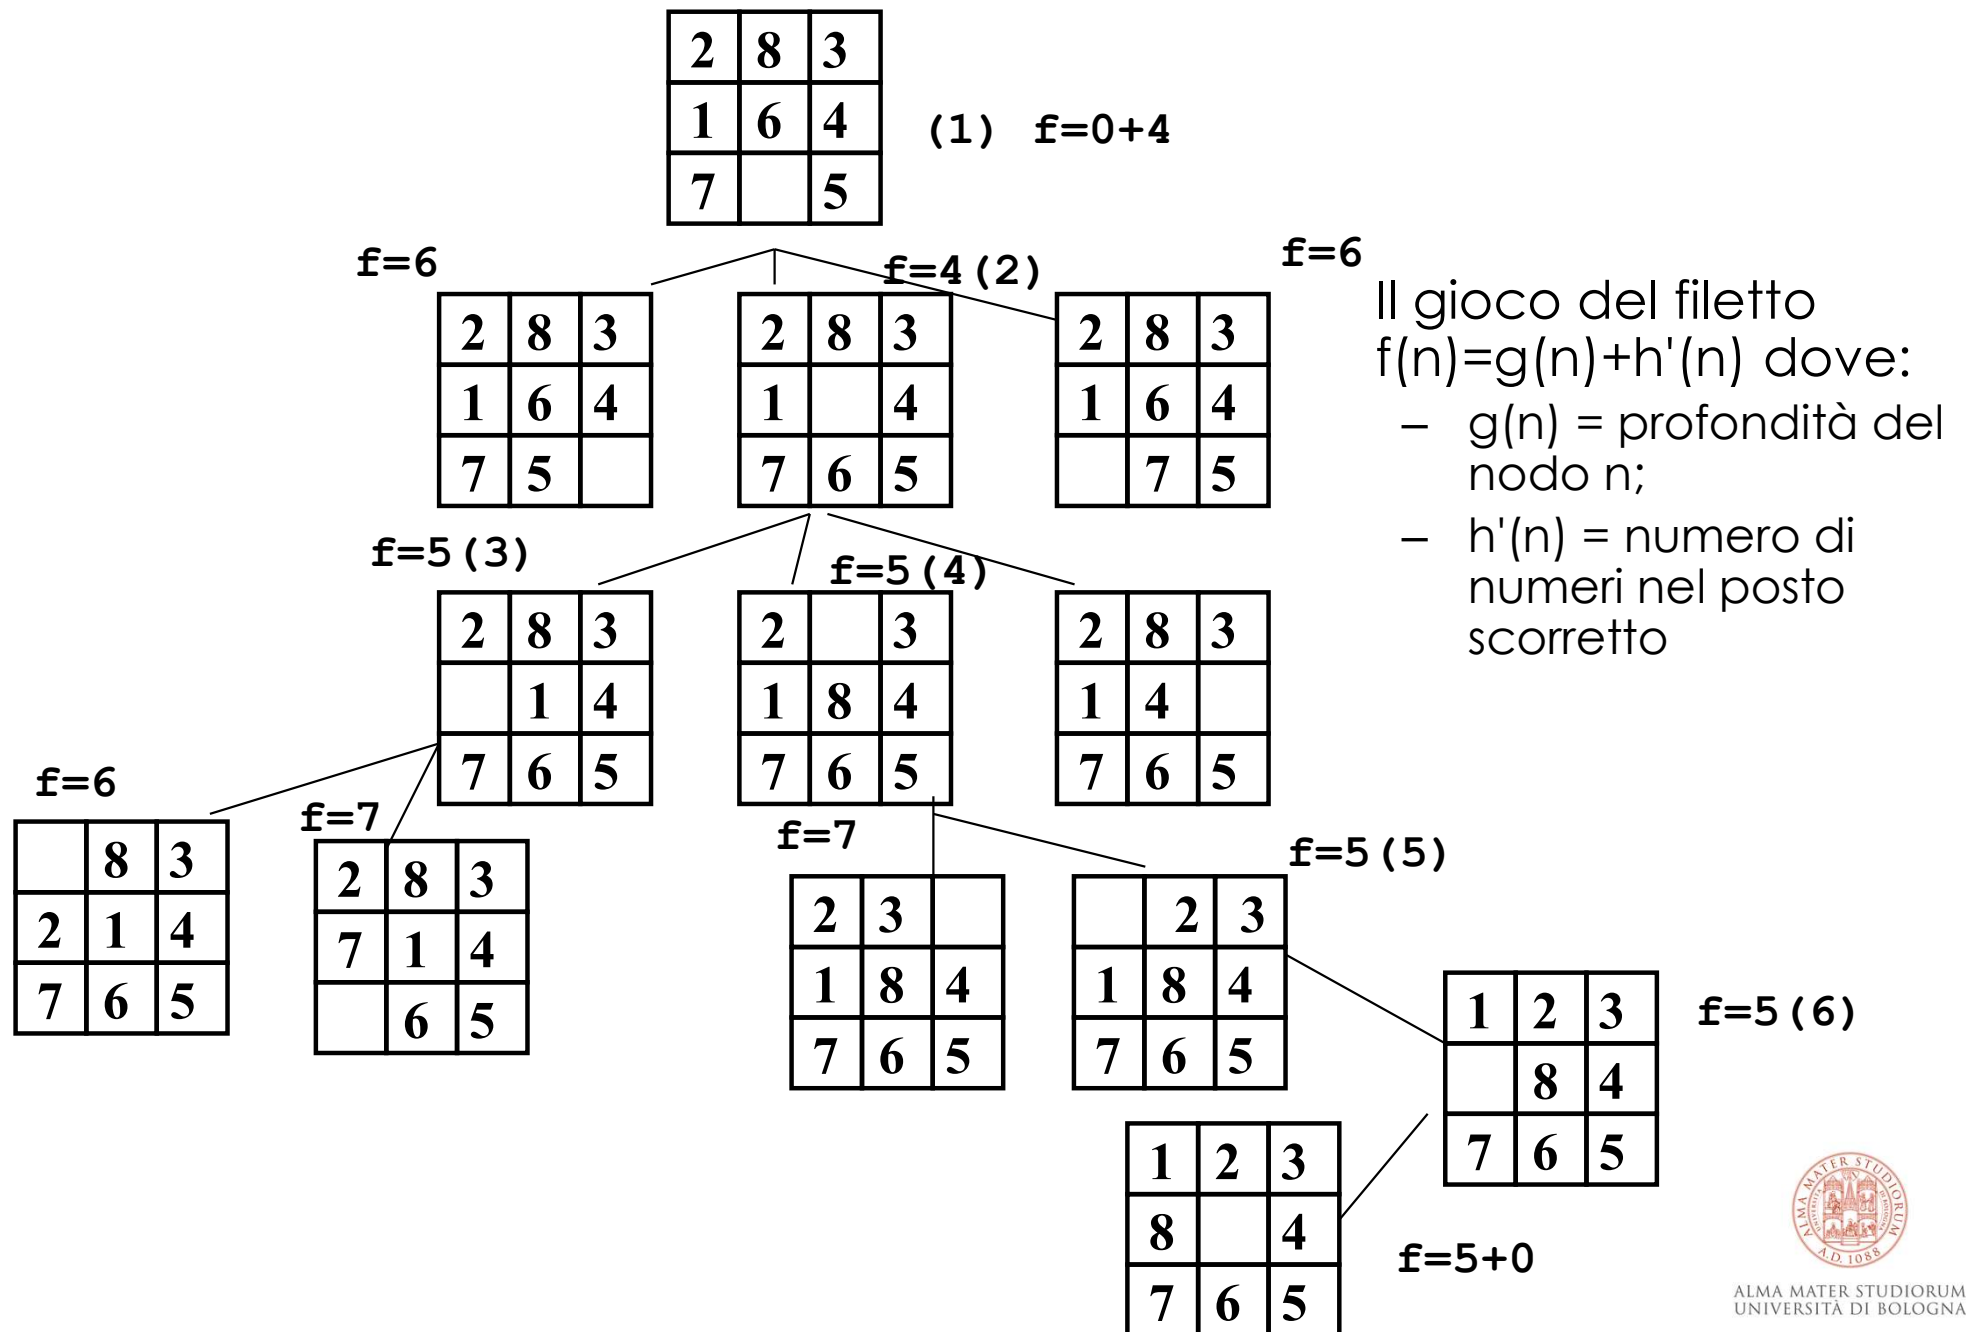 2 8 3
1 6 4
7 5
(1) f=0+4
f=6
f=4(2)
f=6
2 8 3
1 6 4
7 5
2 8 3
1 4
7 6 5
2 8 3
1 6 4
7 5
Il gioco del filetto
f(n)=g(n)+h'(n) dove:
– g(n) = profondità del
nodo n;
– h'(n) = numero di
numeri nel posto
scorretto
f=5(3)
f=5(4)
2 8 3
1 4
7 6 5
2 3
1 8 4
7 6 5
2 8 3
1 4
7 6 5
f=6
8 3
2 1 4
7 6 5
f=7
2 8 3
7 1 4
6 5
f=7
2 3
1 8 4
7 6 5
f=5(5)
2 3
1 8 4
7 6 5
1 2 3
8 4
7 6 5
f=5(6)
1 2 3
8 4
7 6 5
f=5+0
ALMA MATER STUDIORUM
A.D. 1088
ALMA MATER STUDIORUM
UNIVERSITÀ DI BOLOGNA